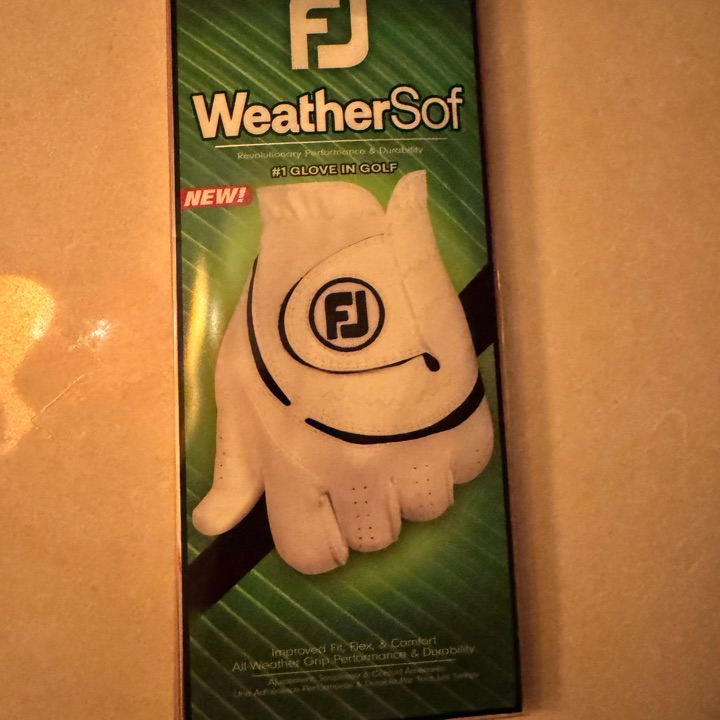 FJ
WeatherSof
Revolutionary Performance & Durability
#1 GLOVE IN GOLF
NEW!
FJ
Improved Fit, Flex, & Comfort
All-Weather Grip Performance & Durability